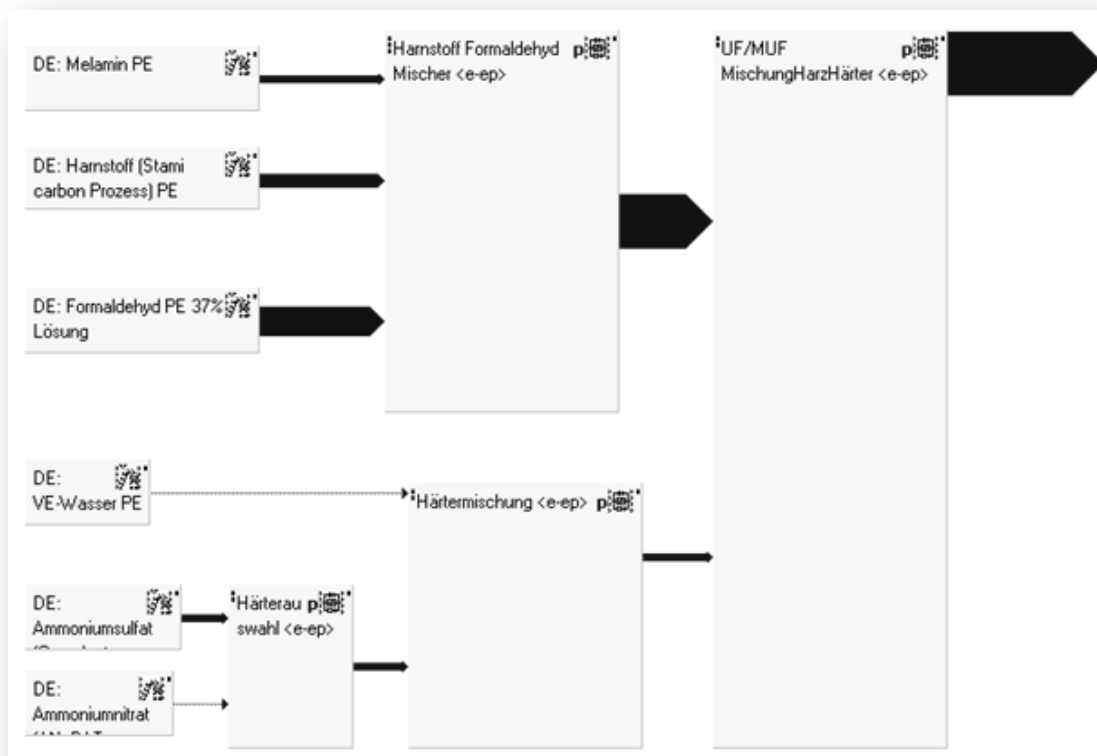 DE: Melamin PE
Harnstoff Formaldehyd p
Mischer <e-ep>
UF/MUF p
MischungHarzHärter <e-ep>
DE: Harnstoff (Stami
carbon Prozess) PE
DE: Formaldehyd PE 37%
Lösung
DE:
VE-Wasser PE
Härtermischung <e-ep> p
DE:
Ammoniumsulfat
Härterau p
swahl <e-ep>
DE:
Ammoniumnitrat